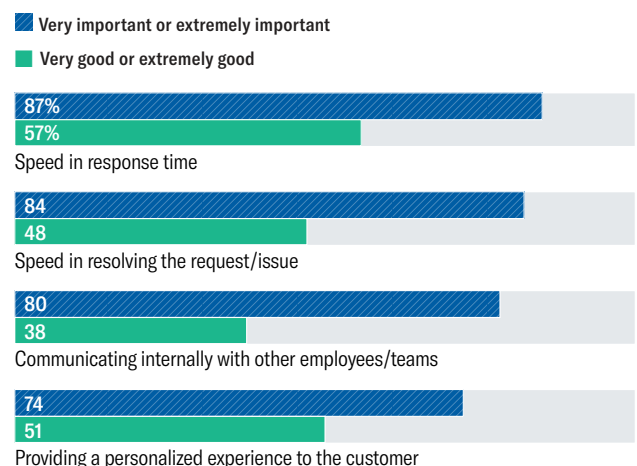 Very important or extremely important
Very good or extremely good
87%
57%
Speed in response time
84
48
Speed in resolving the request/issue
80
38
Communicating internally with other employees/teams
74
51
Providing a personalized experience to the customer